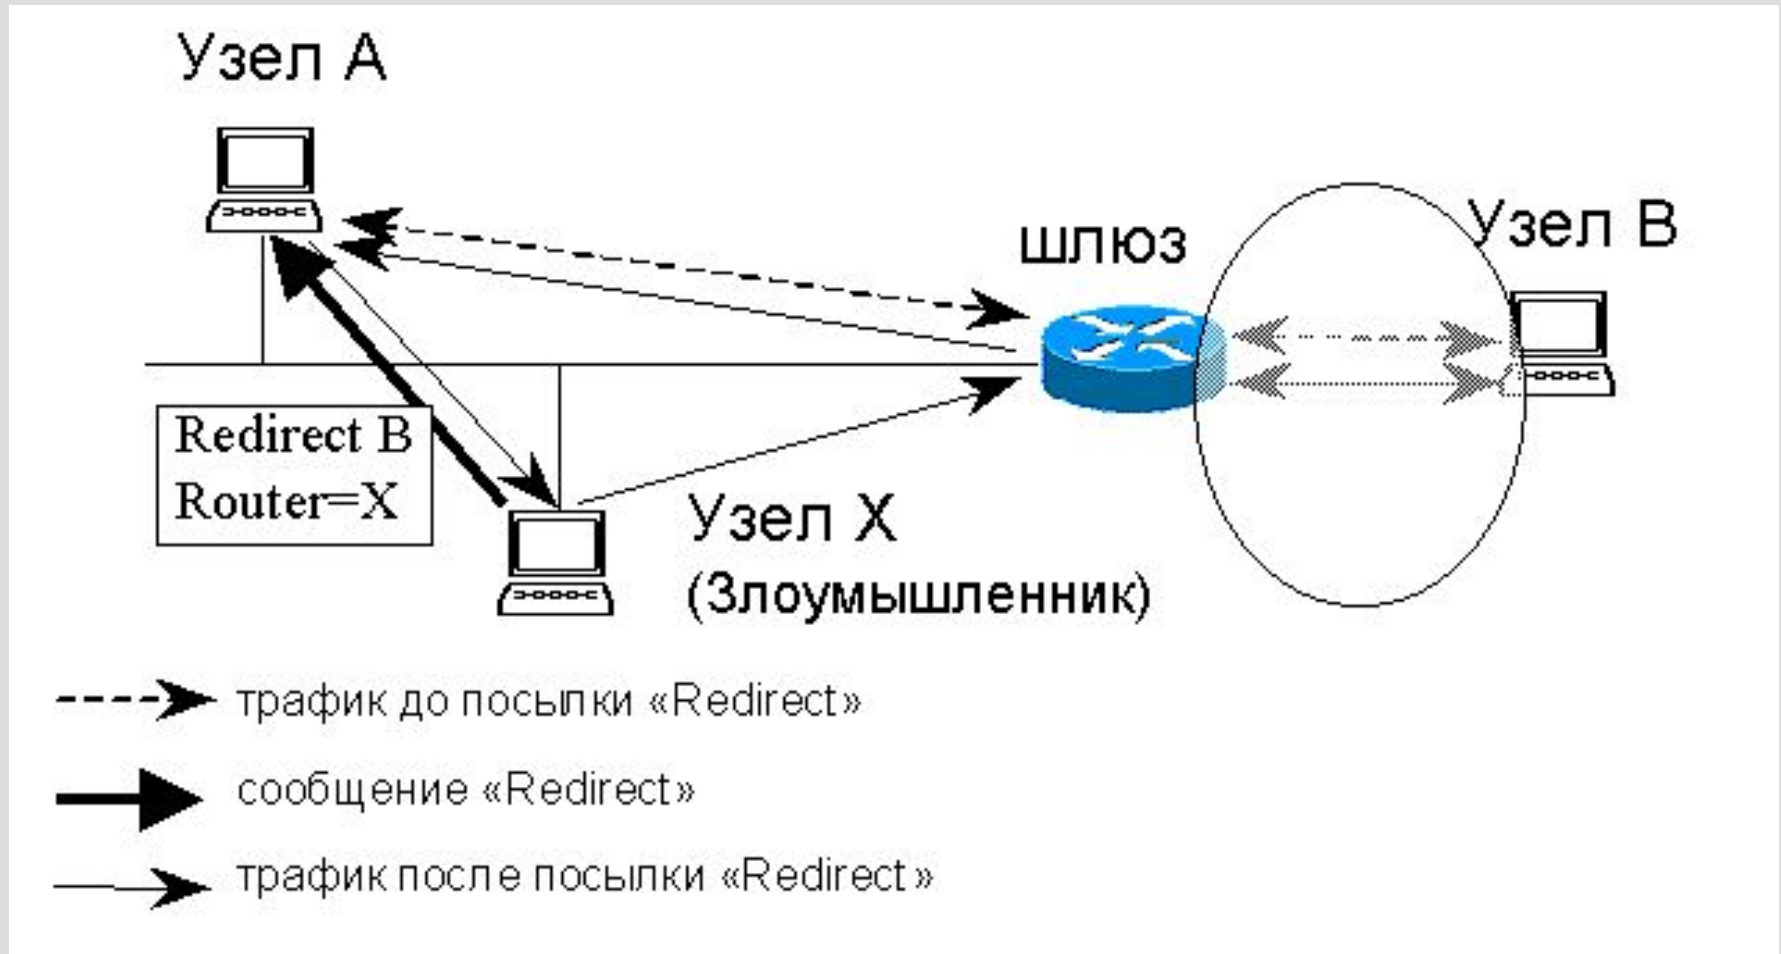 Узел А
шлюз
Узел В
Redirect B
Router=X
Узел X
(Злоумышленник)
трафик до посылки «Redirect»
сообщение «Redirect»
трафик после посылки «Redirect»